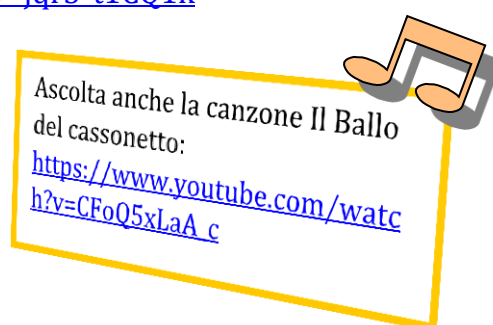 Ascolta anche la canzone Il Ballo
del cassonetto:
https://www.youtube.com/watc
h?v=CFoQ5xLaA_c